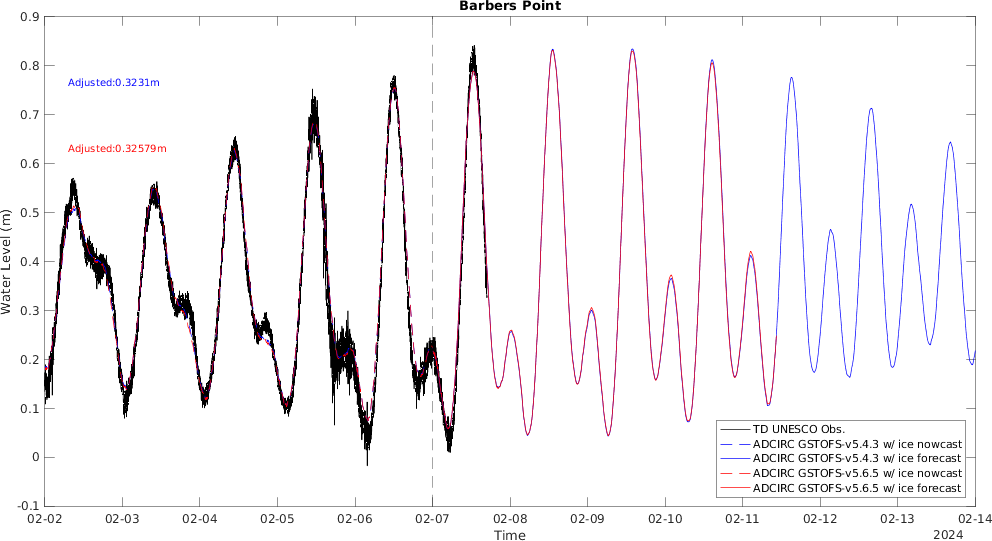 Barbers Point
0.9
0.8
0.7
0.6
0.5
0.4
0.3
0.2
0.1
0
-0.1
Water Level (m)
Adjusted:0.3231m
Adjusted:0.32579m
TD UNESCO Obs.
ADCIRC GSTOFS-v5.4.3 w/ ice nowcast
ADCIRC GSTOFS-v5.4.3 w/ ice forecast
ADCIRC GSTOFS-v5.6.5 w/ ice nowcast
ADCIRC GSTOFS-v5.6.5 w/ ice forecast
02-02 02-03 02-04 02-05 02-06 02-07 02-08 02-09 02-10 02-11 02-12 02-13 02-14
Time
2024